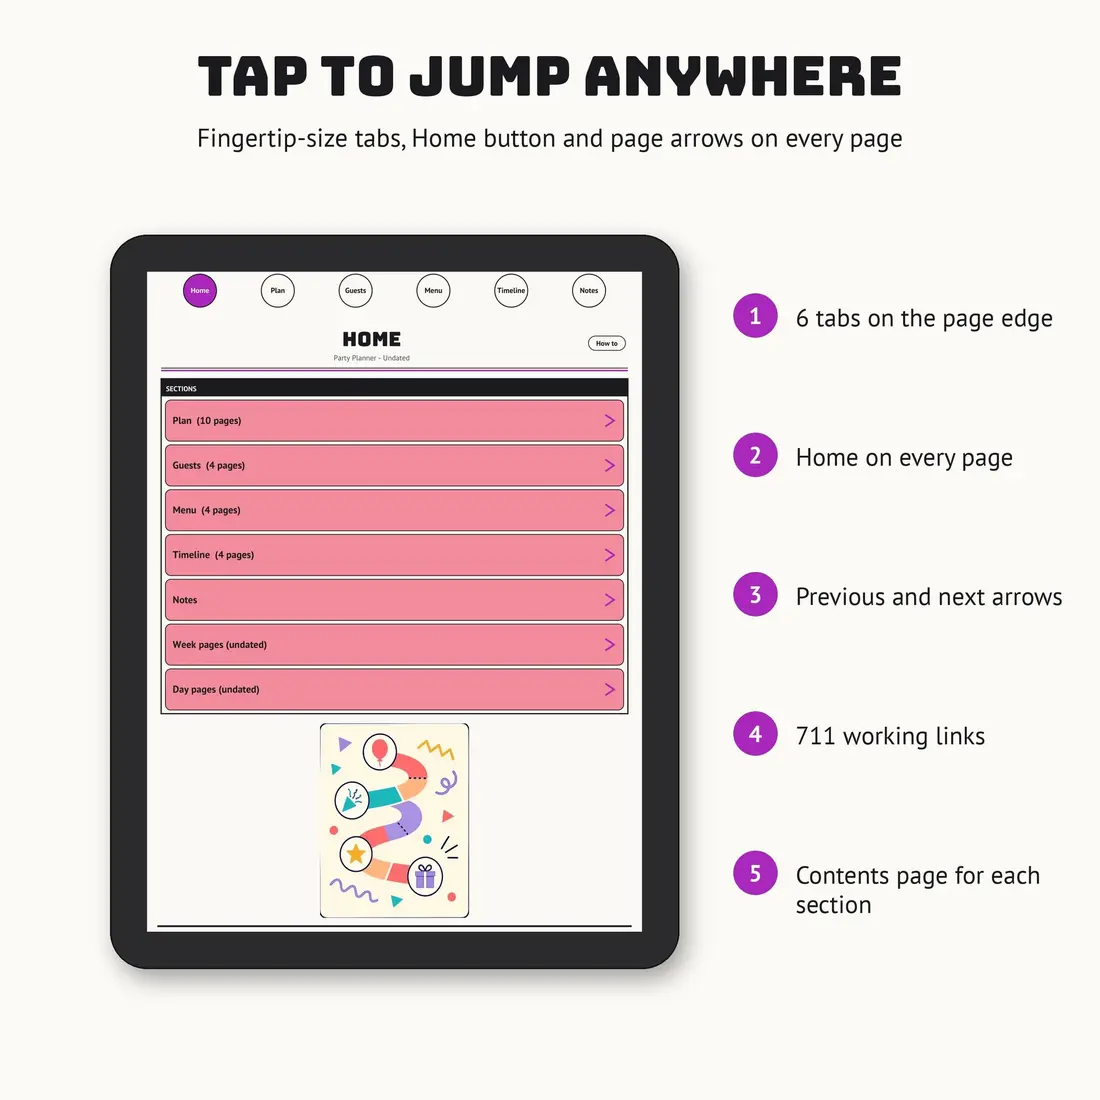 TAP TO JUMP ANYWHERE
Fingertip-size tabs, Home button and page arrows on every page
Home
Plan
Guests
Menu
Timeline
Notes
HOME
Party Planner - Undated
How to
SECTIONS
Plan (10 pages)
Guests (4 pages)
Menu (4 pages)
Timeline (4 pages)
Notes
Week pages (undated)
Day pages (undated)
1 6 tabs on the page edge
2 Home on every page
3 Previous and next arrows
4 711 working links
5 Contents page for each
section